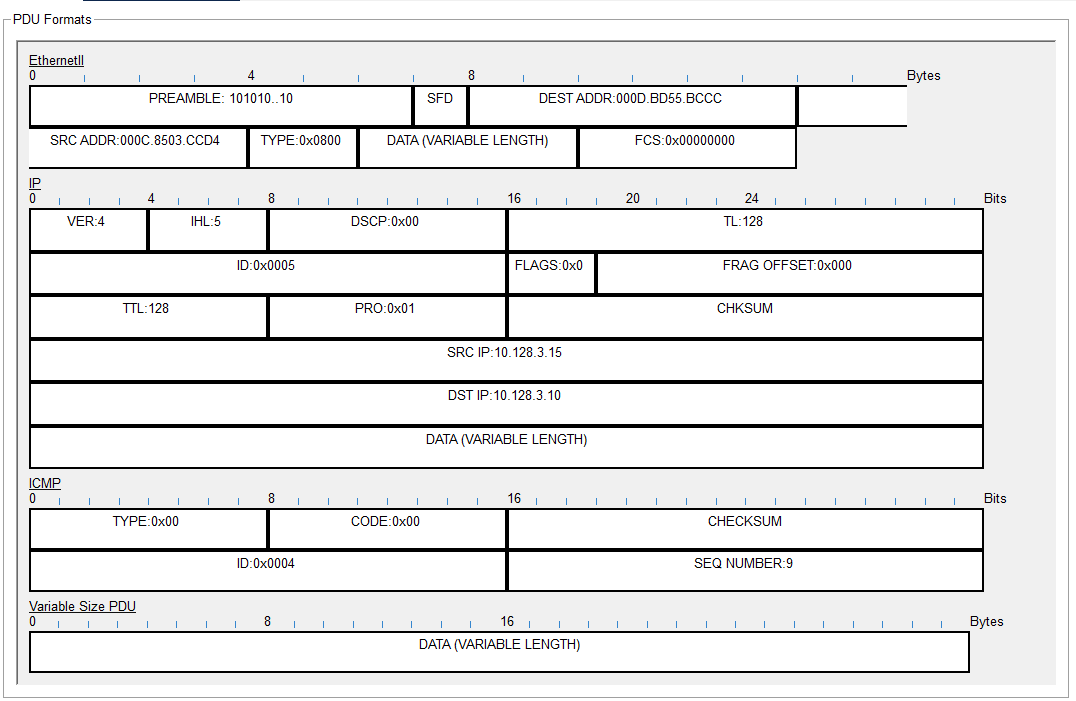 PDU Formats
EthernetII
0 4 8 Bytes
PREAMBLE: 101010..10 SFD DEST ADDR:000D.BD55.BCCC
SRC ADDR:000C.8503.CCD4 TYPE:0x0800 DATA (VARIABLE LENGTH) FCS:0x00000000
IP
0 4 8 16 20 24 Bits
VER:4 IHL:5 DSCP:0x00 TL:128
ID:0x0005 FLAGS:0x0 FRAG OFFSET:0x000
TTL:128 PRO:0x01 CHKSUM
SRC IP:10.128.3.15
DST IP:10.128.3.10
DATA (VARIABLE LENGTH)
ICMP
0 8 16 Bits
TYPE:0x00 CODE:0x00 CHECKSUM
ID:0x0004 SEQ NUMBER:9
Variable Size PDU
0 8 16 Bytes
DATA (VARIABLE LENGTH)